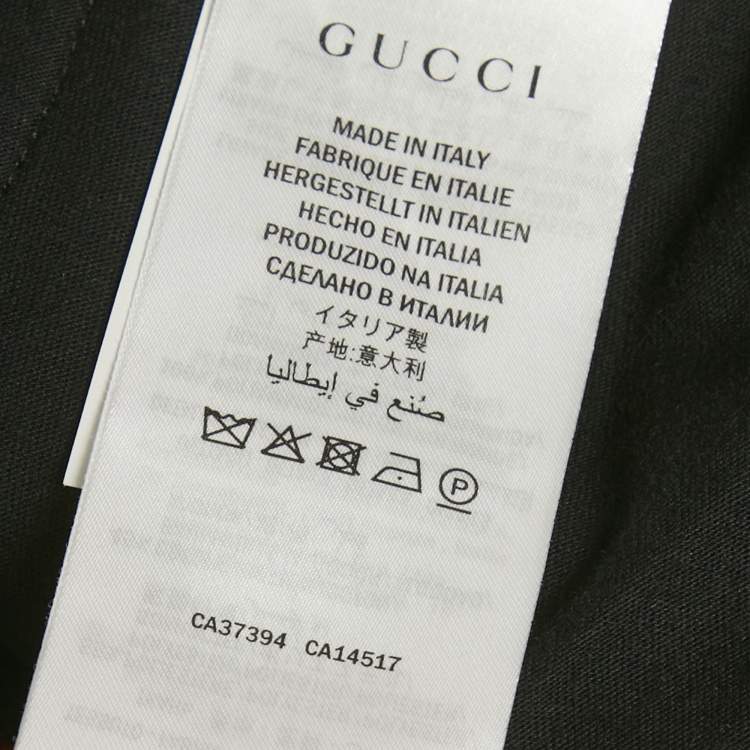 GUCCI
MADE IN ITALY
FABRIQUE EN ITALIE
HERGESTELLT IN ITALIEN
HECHO EN ITALIA
PRODUZIDO NA ITALIA
СДЕЛАНО В ИТАЛИИ
イタリア製
产地:意大利
صُنع في إيطاليا
P
CA37394 CA14517